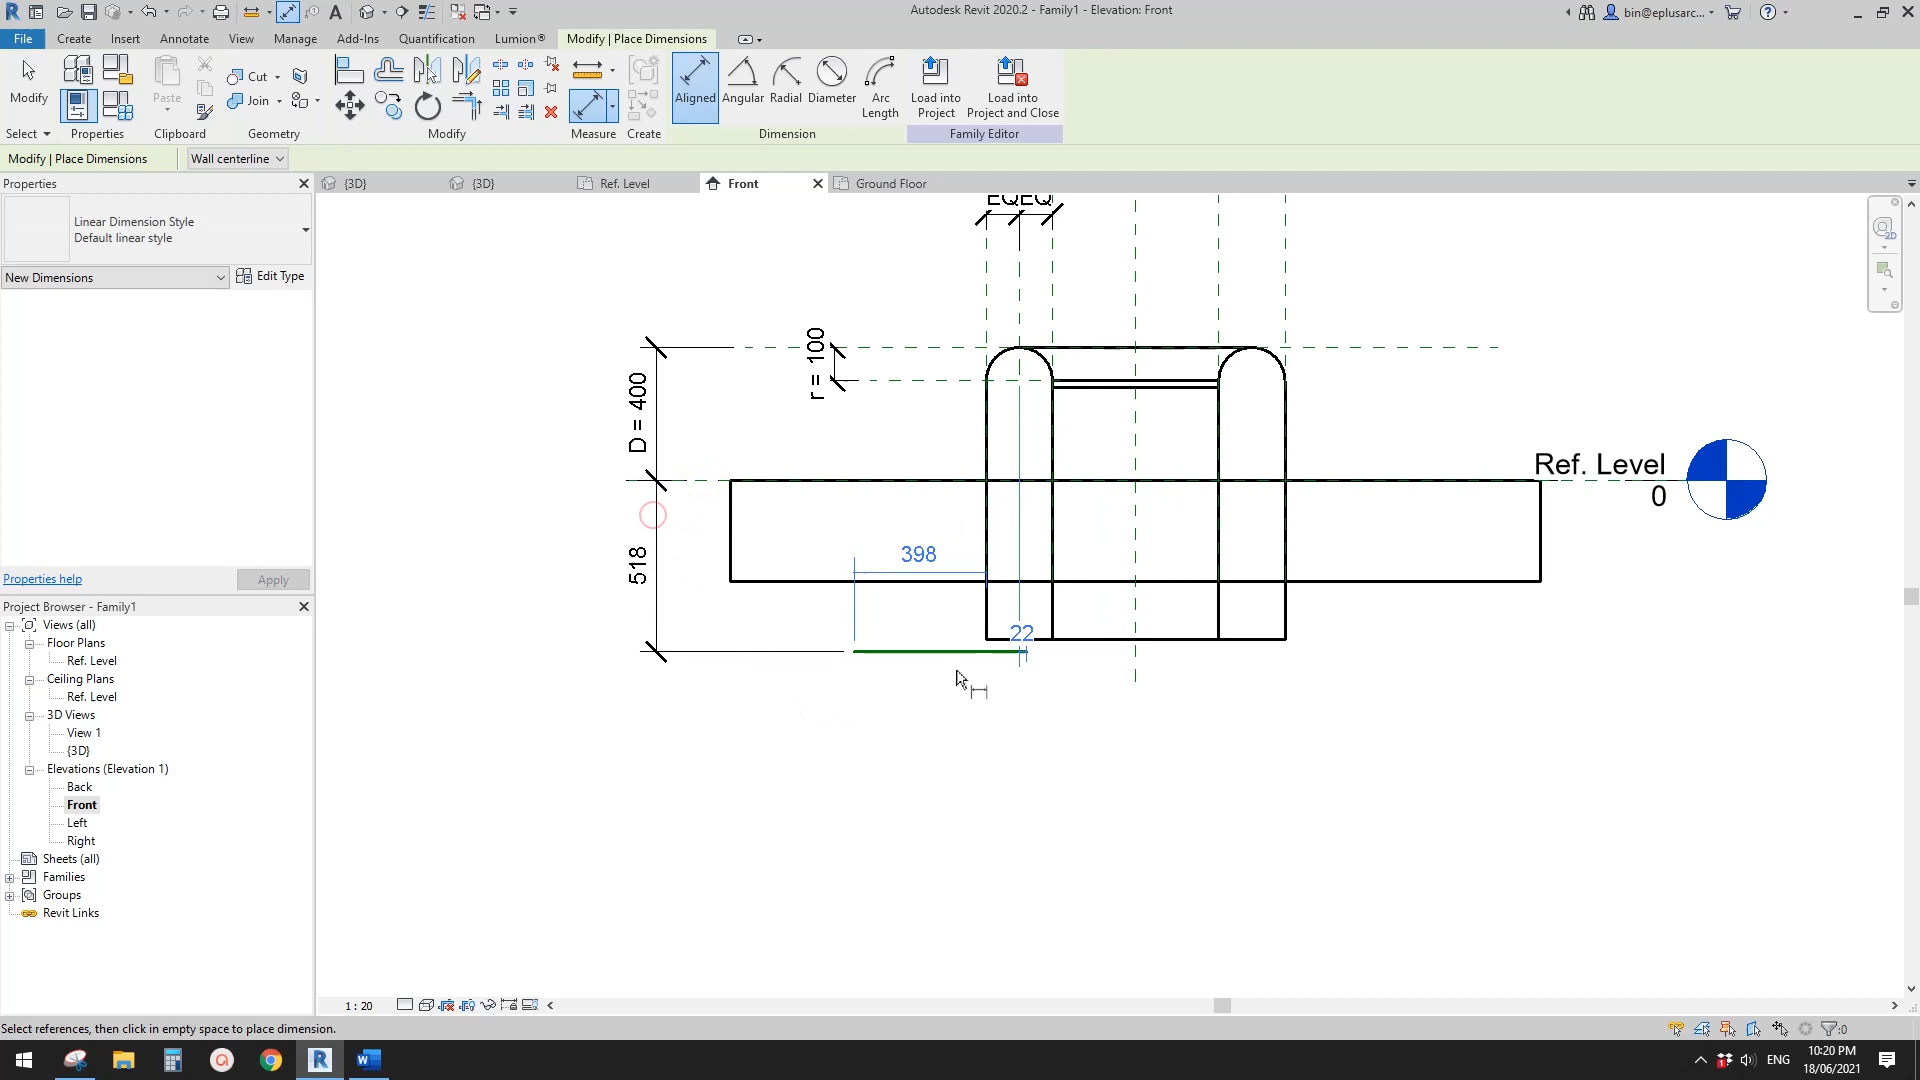 Autodesk Revit 2020.2 - Family1 - Elevation: Front
bin@eplusarc...
File
Create
Insert
Annotate
View
Manage
Add-Ins
Quantification
Lumion®
Modify | Place Dimensions
Modify
Paste
Cut
Join
Aligned
Angular
Radial
Diameter
Arc
Length
Load into
Project
Load into
Project and Close
Select
Properties
Clipboard
Geometry
Modify
Measure
Create
Dimension
Family Editor
Modify | Place Dimensions
Wall centerline
Properties
{3D}
{3D}
Ref. Level
Front
Ground Floor
Linear Dimension Style
Default linear style
New Dimensions
Edit Type
Properties help
Apply
Project Browser - Family1
Views (all)
Floor Plans
Ref. Level
Ceiling Plans
Ref. Level
3D Views
View 1
{3D}
Elevations (Elevation 1)
Back
Front
Left
Right
Sheets (all)
Families
Groups
Revit Links
EQEQ
D = 400
r = 100
518
398
22
Ref. Level
0
2D
1 : 20
Select references, then click in empty space to place dimension.
:0
ENG
10:20 PM
18/06/2021